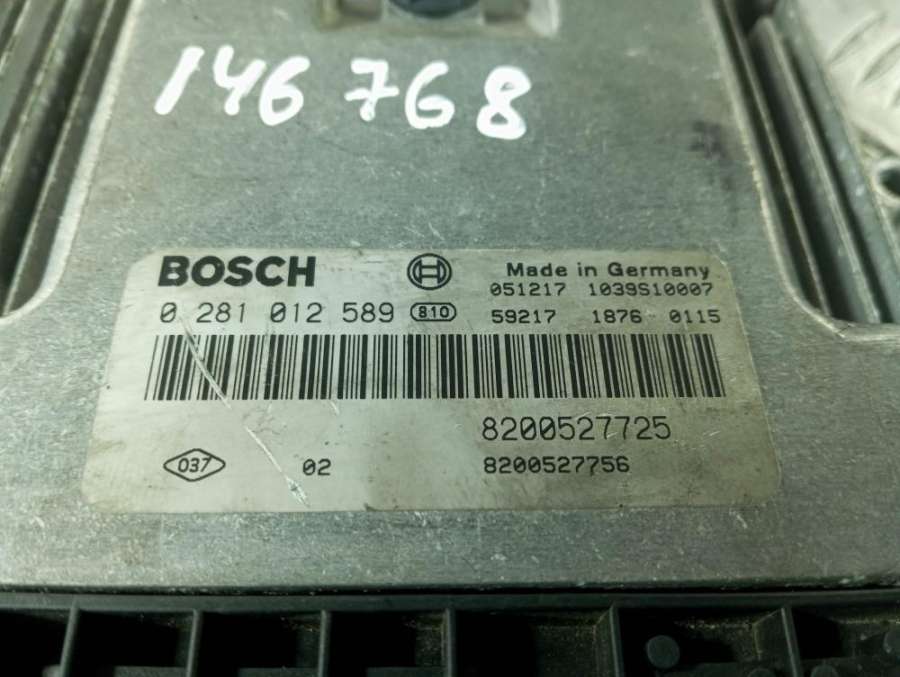 146 768
BOSCH Made in Germany
051217 1039S10007
0 281 012 589 810 59217 1876 0115
8200527725
037 02 8200527756